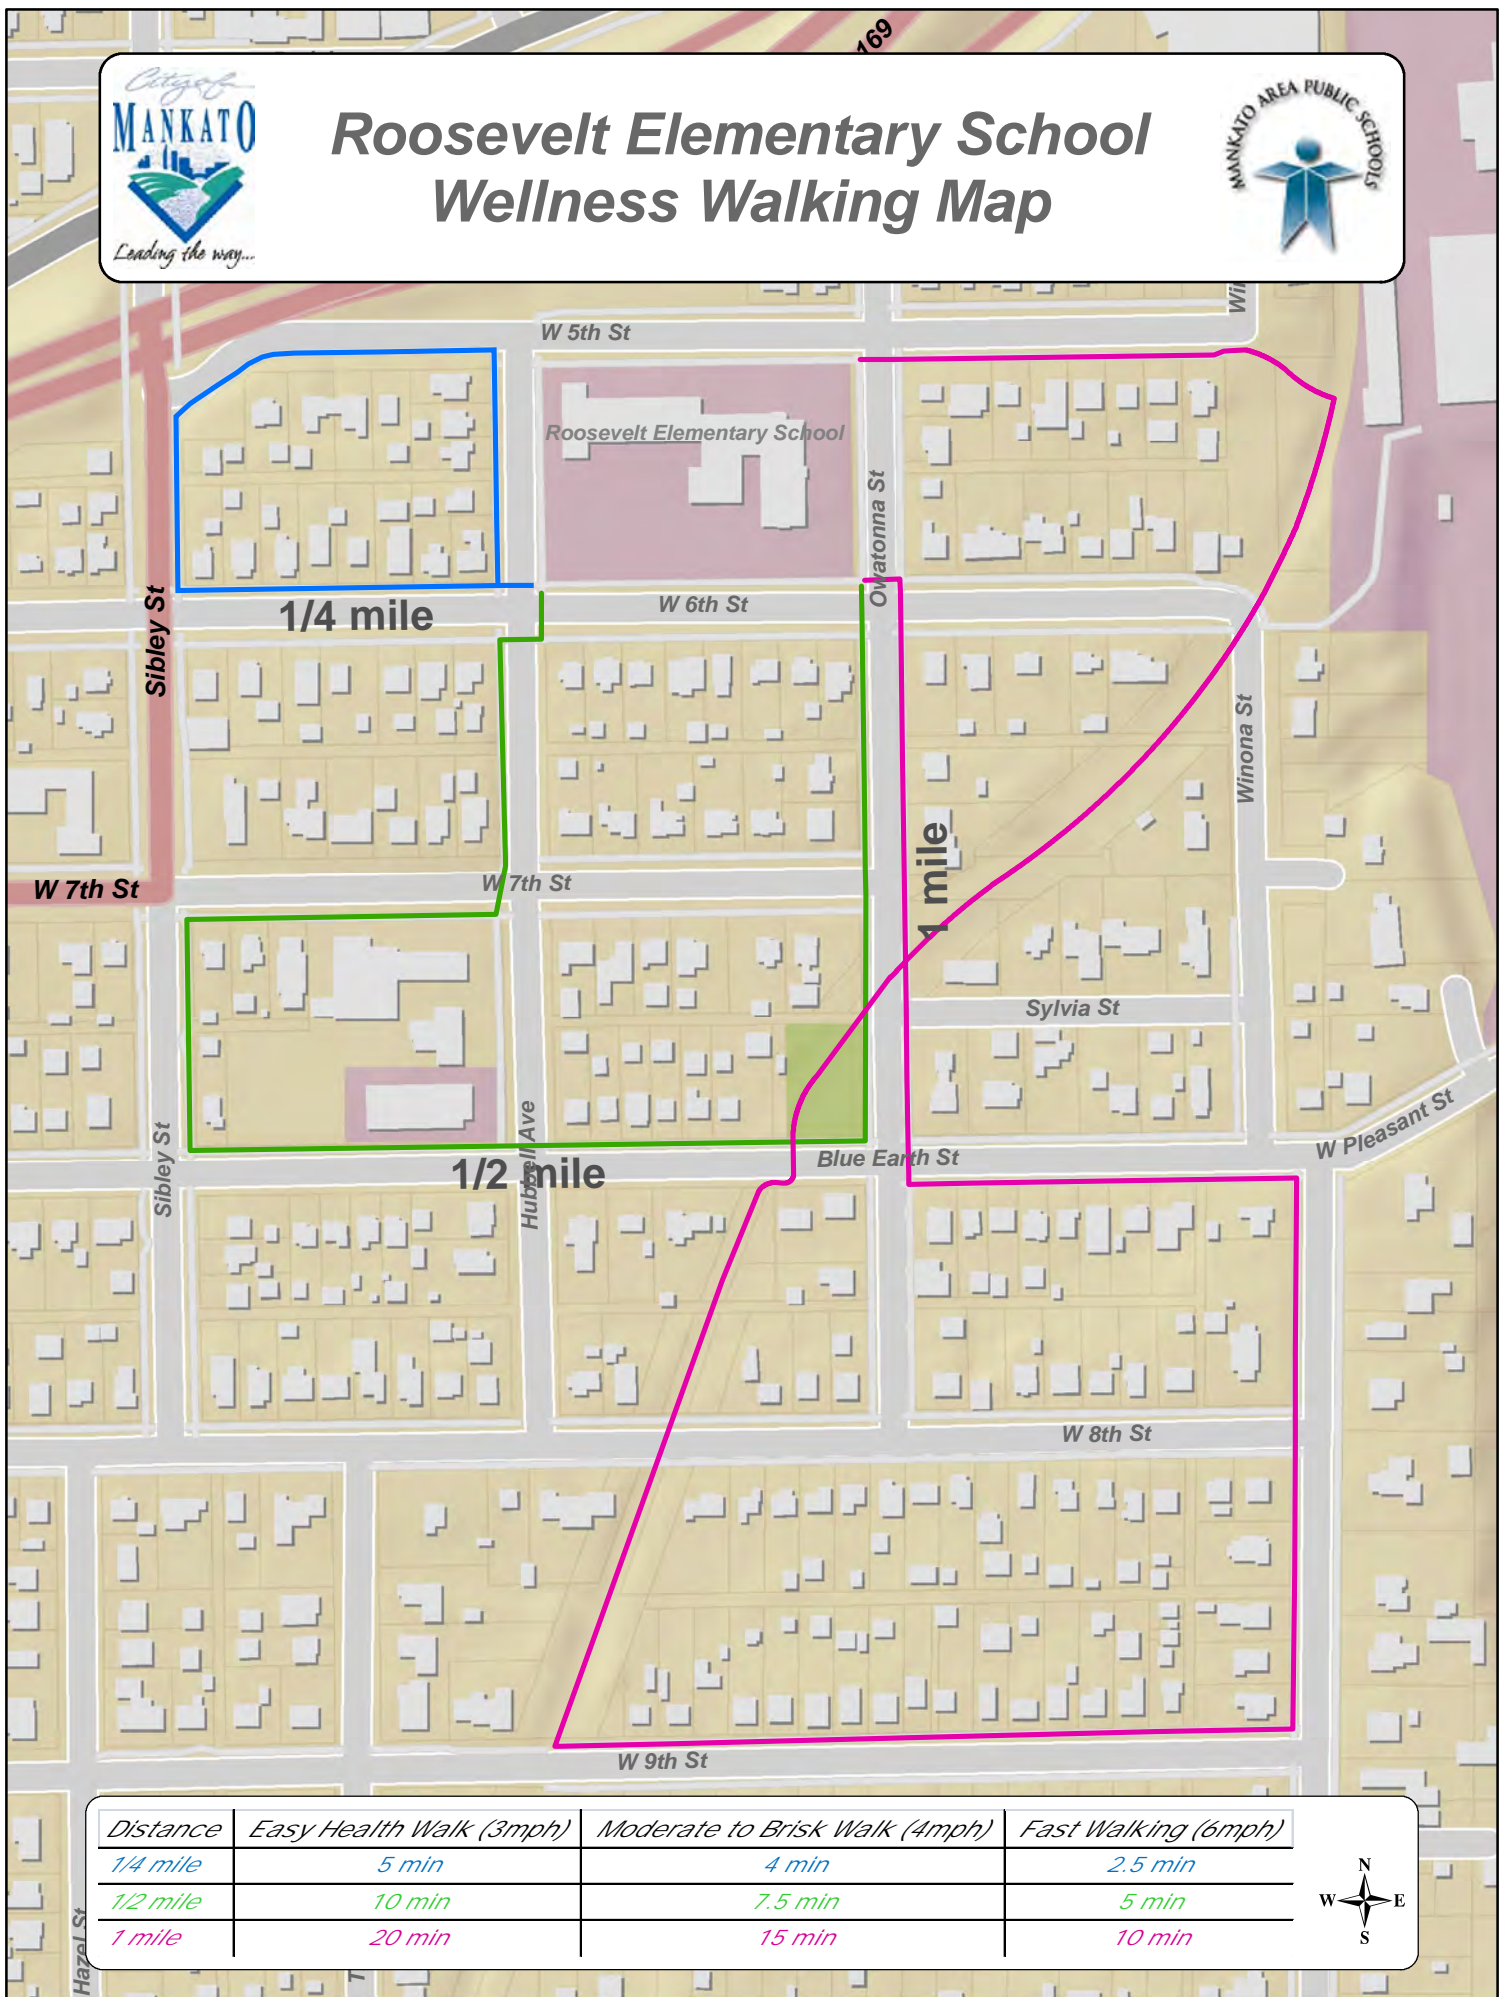 169
City of
MANKATO
Leading the way...
Roosevelt Elementary School
Wellness Walking Map
MANKATO AREA PUBLIC SCHOOLS
W 5th St
Roosevelt Elementary School
Owatonna St
W 6th St
1/4 mile
Sibley St
Winona St
W 7th St
W 7th St
1 mile
Sylvia St
W Pleasant St
Blue Earth St
1/2 mile
Hubbell Ave
Sibley St
W 8th St
W 9th St
Distance Easy Health Walk (3mph) Moderate to Brisk Walk (4mph) Fast Walking (6mph)
1/4 mile 5 min 4 min 2.5 min
1/2 mile 10 min 7.5 min 5 min
1 mile 20 min 15 min 10 min
N
W E
S
Hazel St